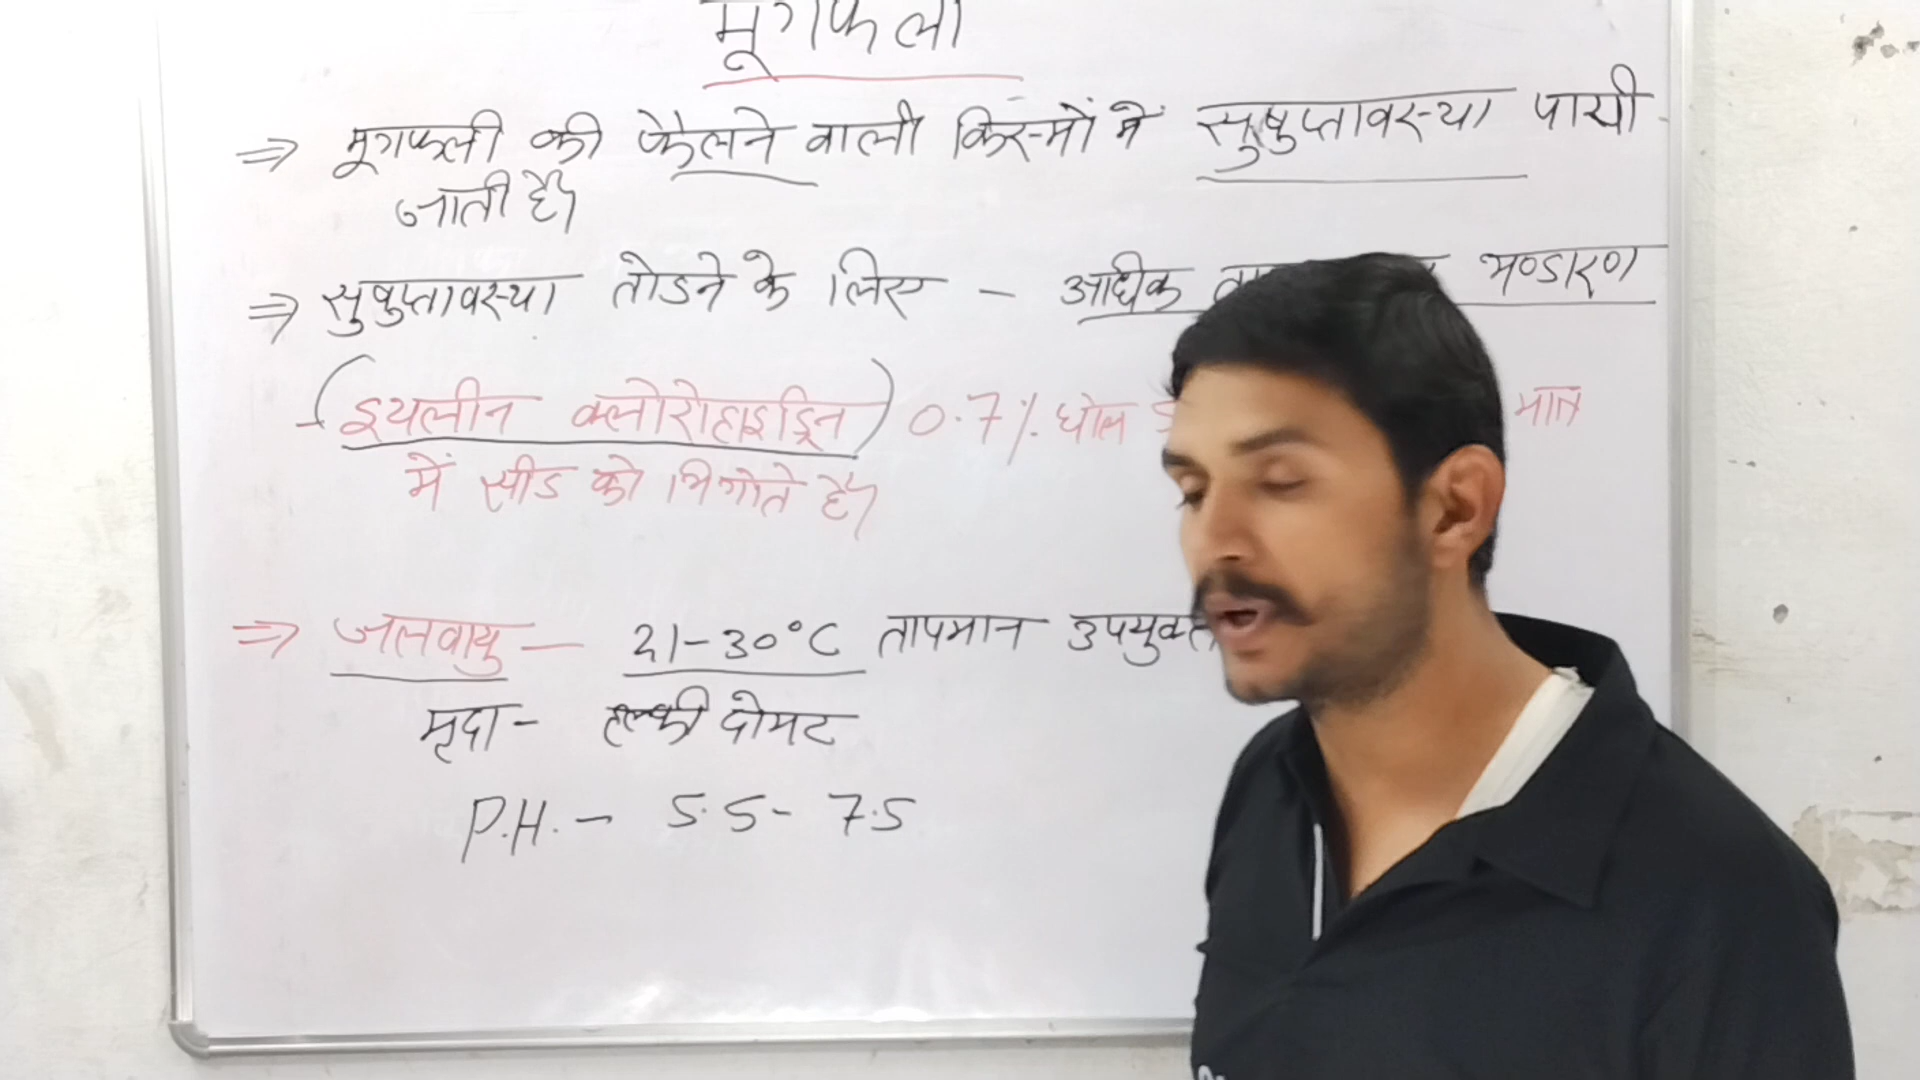 मूगफली
⇒ मूगफली की फैलने वाली किस्मों में सुषुप्तावस्था पायी
जाती है।
⇒ सुषुप्तावस्था तोडने के लिए - अधिक भण्डारण
- (इथलीन क्लोरोहाइड्रिन) 0.7% घोल मात्रा
में सीड को भिगोते है।
⇒ जलवायु - 21-30°C तापमान उपयुक्त
मृदा - हल्की दोमट
P.H. - 5.5- 7.5